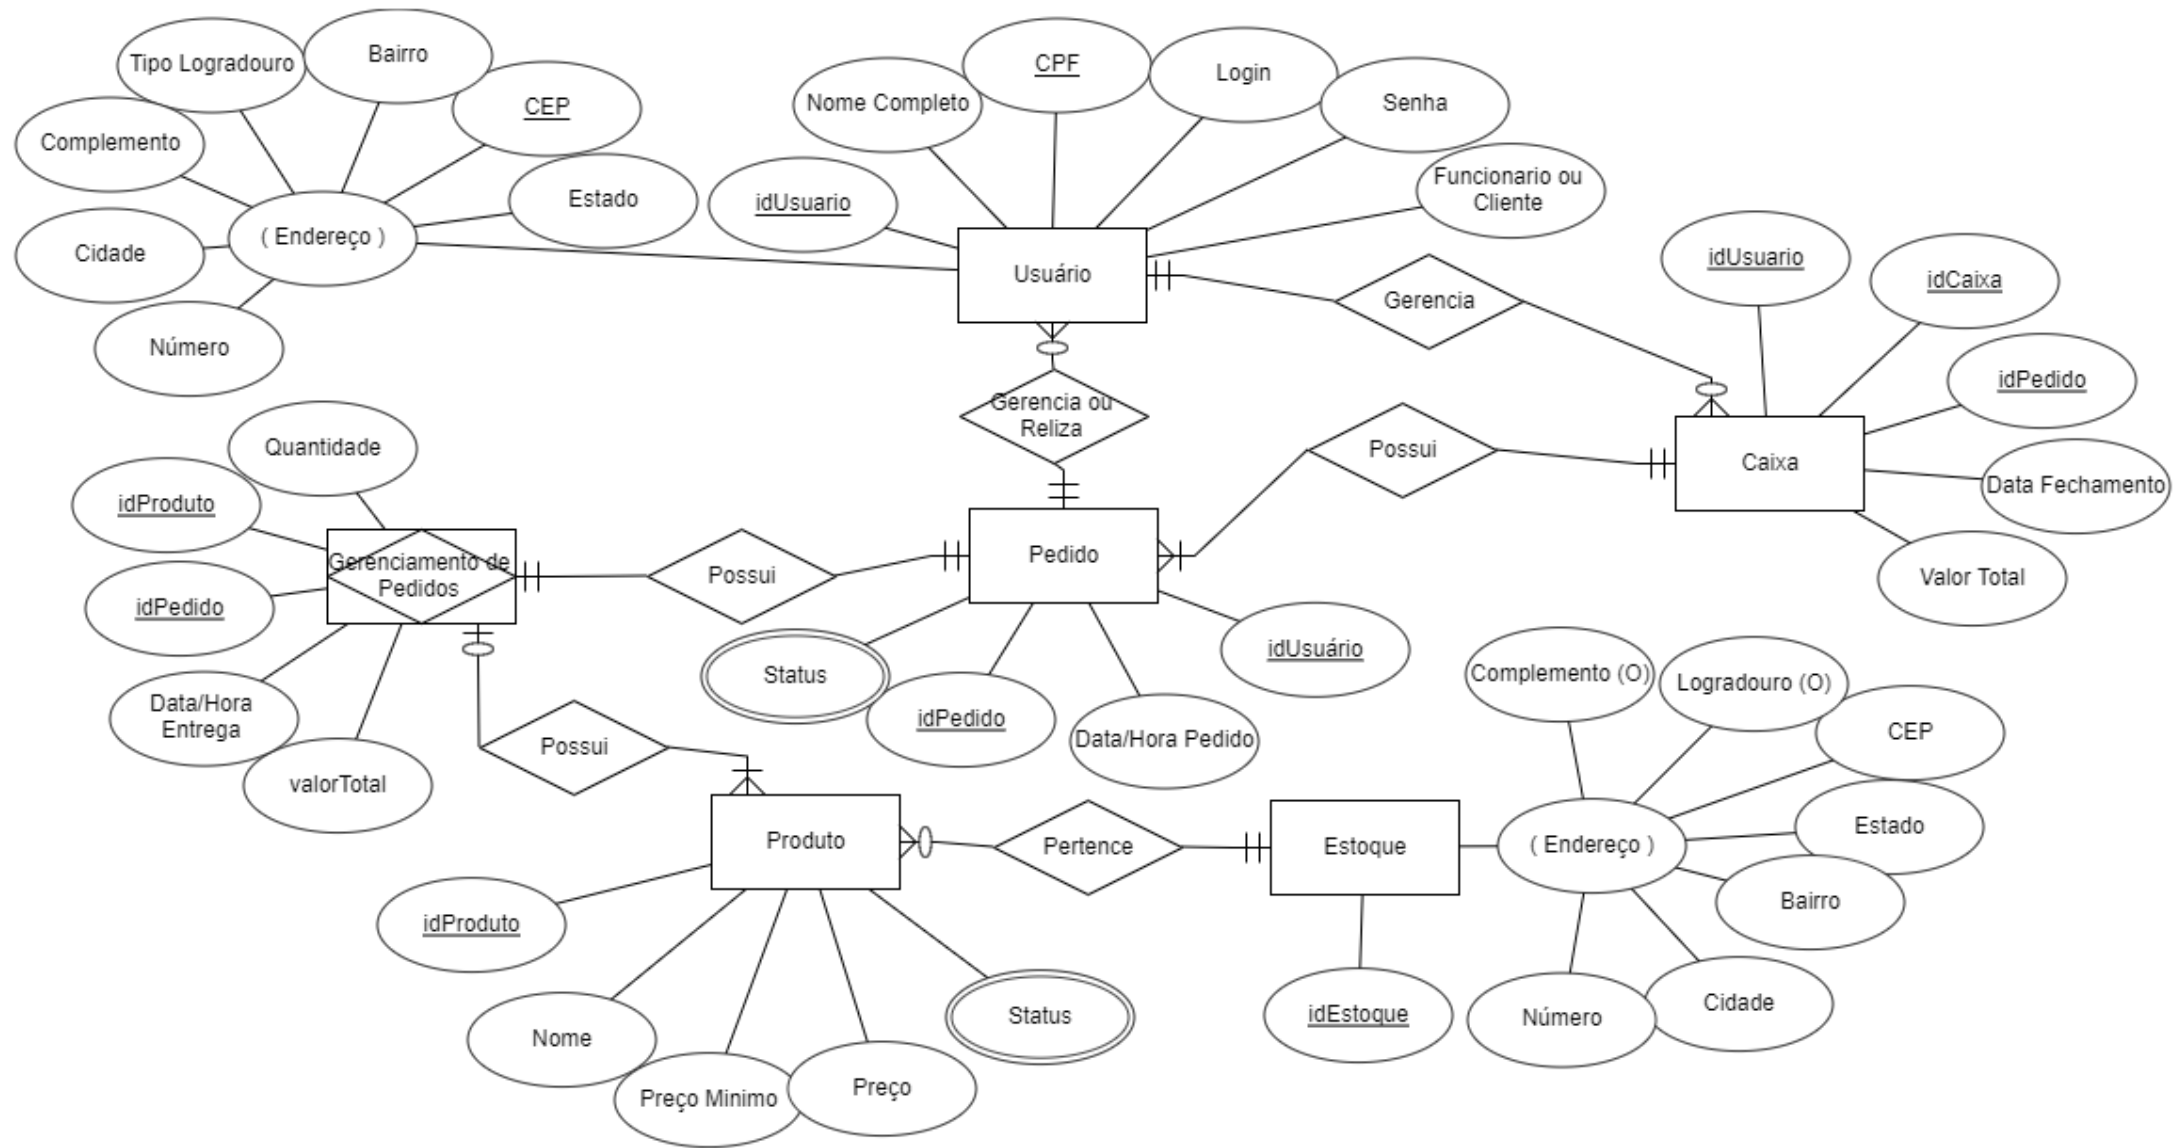 Tipo Logradouro
Bairro
CEP
Complemento
Estado
( Endereço )
Cidade
Número
Nome Completo
CPF
Login
Senha
idUsuario
Funcionario ou
Cliente
Usuário
Gerencia
idUsuario
idCaixa
idPedido
Data Fechamento
Valor Total
Caixa
Gerencia ou
Reliza
Possui
Quantidade
idProduto
idPedido
Gerenciamento de
Pedidos
Data/Hora
Entrega
valorTotal
Possui
Pedido
Status
idPedido
Data/Hora Pedido
idUsuário
Possui
Produto
Pertence
Estoque
idProduto
Nome
Preço Minimo
Preço
Status
idEstoque
Complemento (O)
Logradouro (O)
CEP
Estado
( Endereço )
Bairro
Cidade
Número